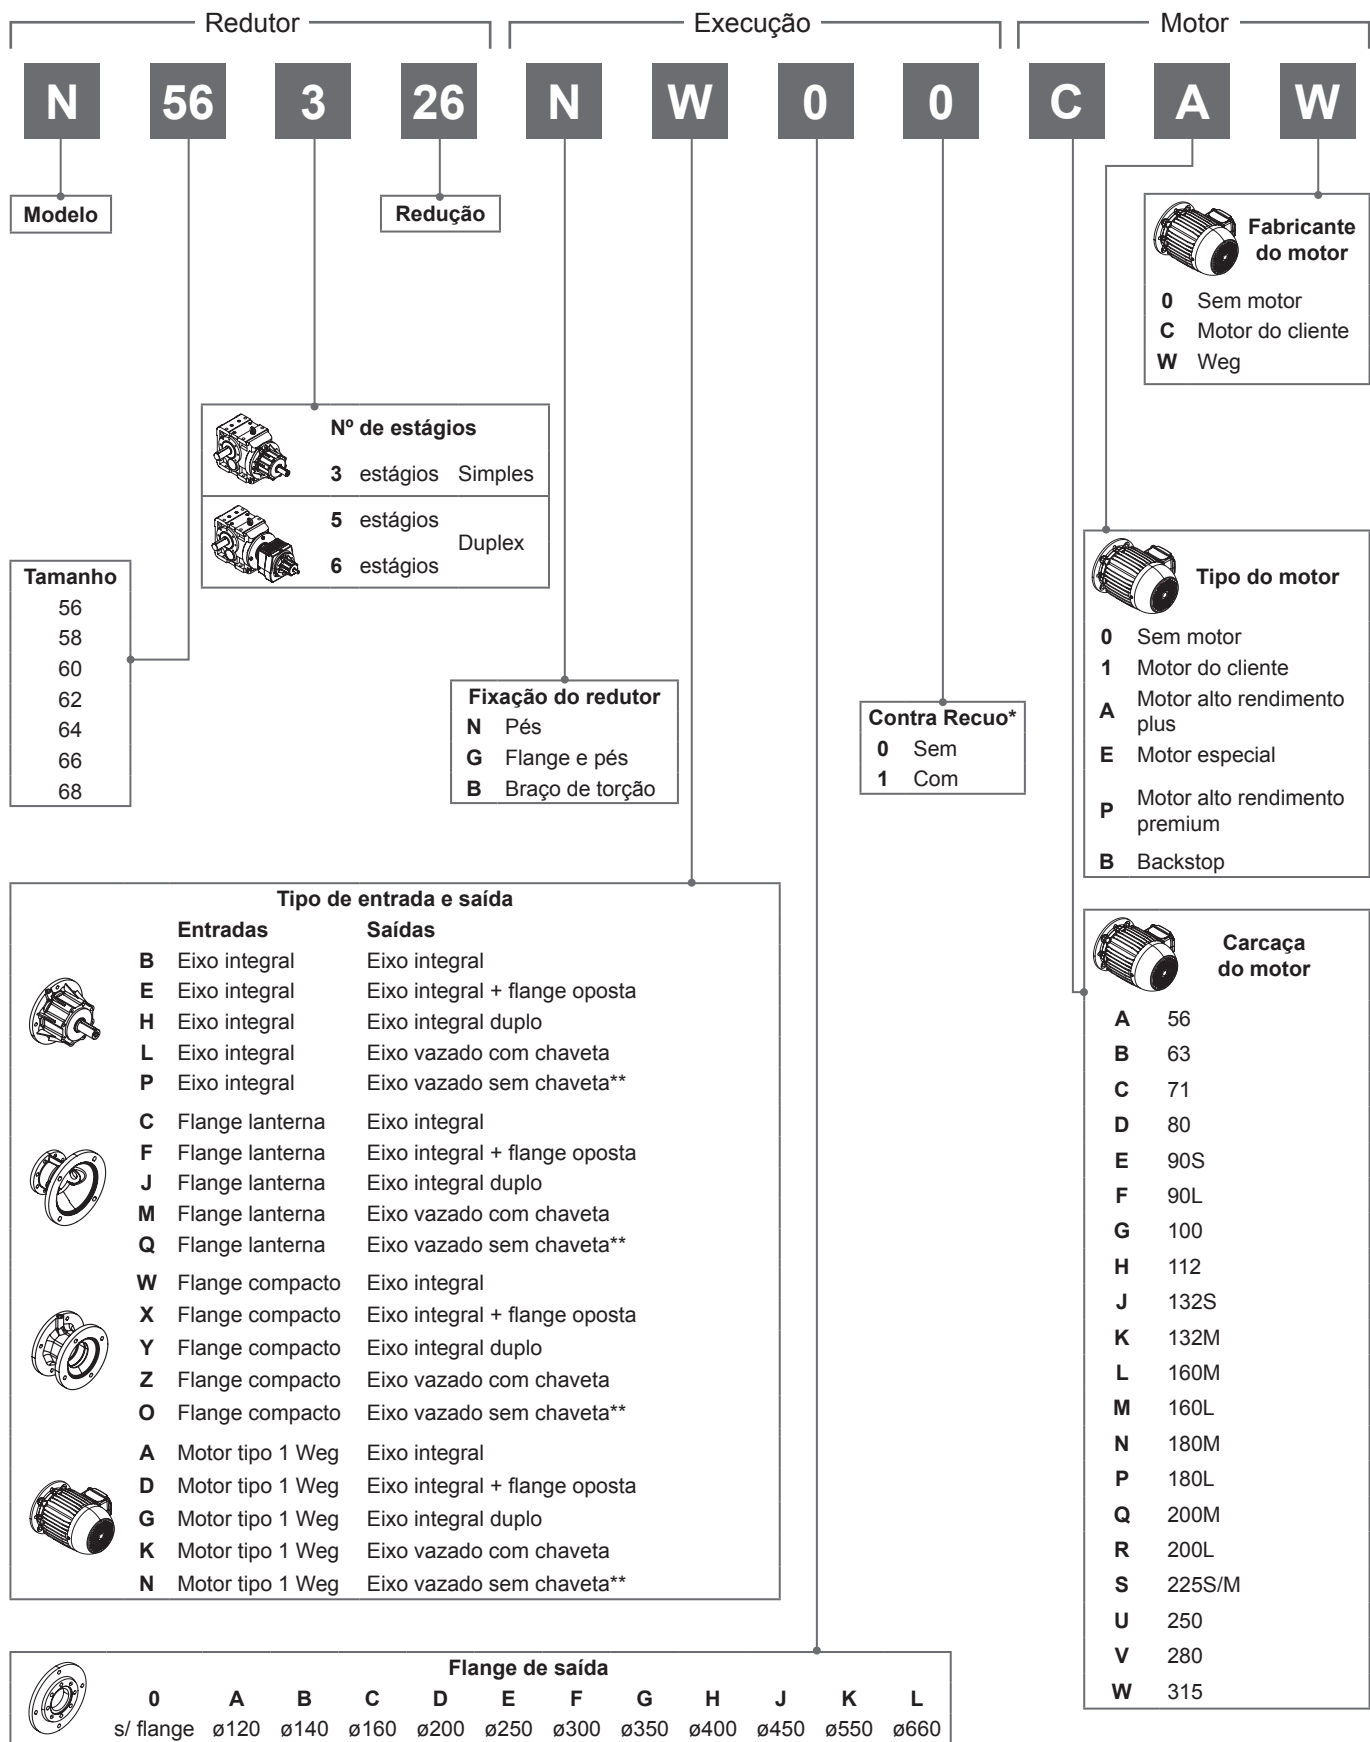 Redutor Execução Motor
N 56 3 26 N W 0 0 C A W
Modelo
Redução
Fabricante
do motor
0 Sem motor
C Motor do cliente
W Weg
Nº de estágios
3 estágios Simples
5 estágios
Duplex
6 estágios
Tamanho
56
58
60
62
64
66
68
Fixação do redutor
N Pés
G Flange e pés
B Braço de torção
Contra Recuo*
0 Sem
1 Com
Tipo do motor
0 Sem motor
1 Motor do cliente
A Motor alto rendimento
plus
E Motor especial
P Motor alto rendimento
premium
B Backstop
Tipo de entrada e saída
Entradas Saídas
B Eixo integral Eixo integral
E Eixo integral Eixo integral + flange oposta
H Eixo integral Eixo integral duplo
L Eixo integral Eixo vazado com chaveta
P Eixo integral Eixo vazado sem chaveta**
C Flange lanterna Eixo integral
F Flange lanterna Eixo integral + flange oposta
J Flange lanterna Eixo integral duplo
M Flange lanterna Eixo vazado com chaveta
Q Flange lanterna Eixo vazado sem chaveta**
W Flange compacto Eixo integral
X Flange compacto Eixo integral + flange oposta
Y Flange compacto Eixo integral duplo
Z Flange compacto Eixo vazado com chaveta
O Flange compacto Eixo vazado sem chaveta**
A Motor tipo 1 Weg Eixo integral
D Motor tipo 1 Weg Eixo integral + flange oposta
G Motor tipo 1 Weg Eixo integral duplo
K Motor tipo 1 Weg Eixo vazado com chaveta
N Motor tipo 1 Weg Eixo vazado sem chaveta**
Carcaça
do motor
A 56
B 63
C 71
D 80
E 90S
F 90L
G 100
H 112
J 132S
K 132M
L 160M
M 160L
N 180M
P 180L
Q 200M
R 200L
S 225S/M
U 250
V 280
W 315
Flange de saída
0 A B C D E F G H J K L
s/ flange ø120 ø140 ø160 ø200 ø250 ø300 ø350 ø400 ø450 ø550 ø660